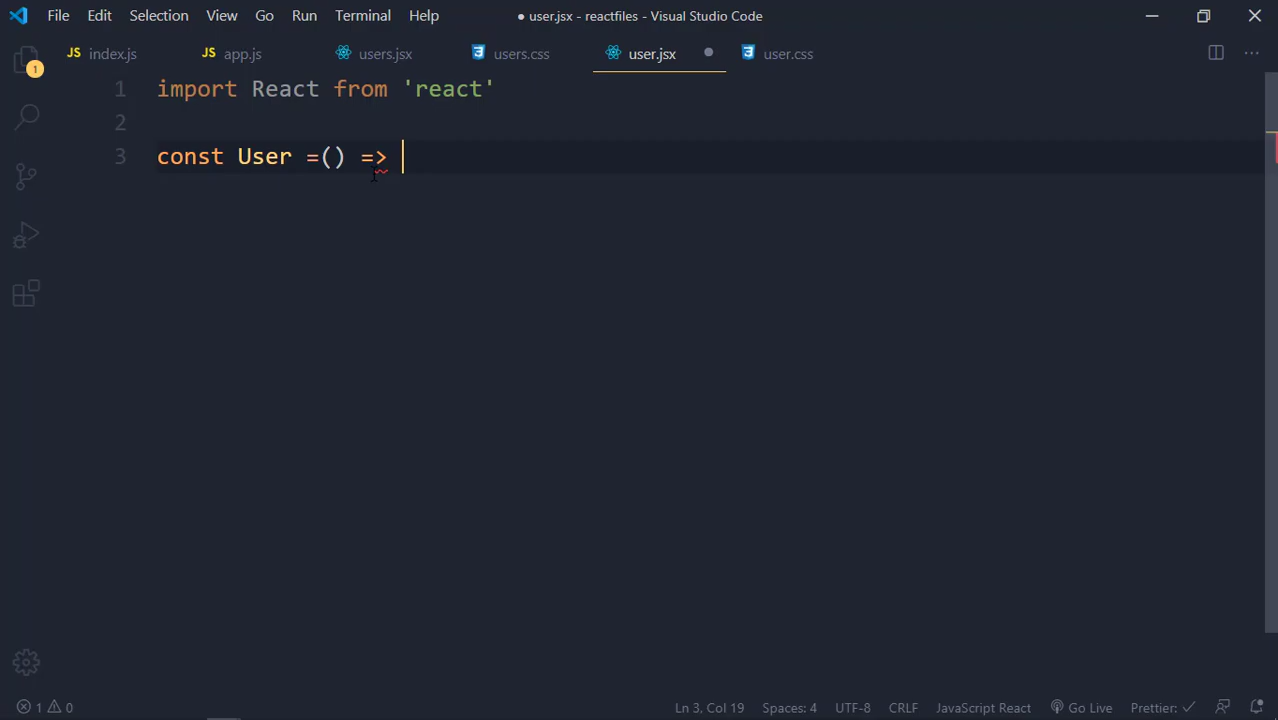 File Edit Selection View Go Run Terminal Help ● user.jsx - reactfiles - Visual Studio Code
JS index.js JS app.js users.jsx users.css user.jsx user.css
1
1 import React from 'react'
2
3 const User =() =>
1 0 Ln 3, Col 19 Spaces: 4 UTF-8 CRLF JavaScript React Go Live Prettier: ✓